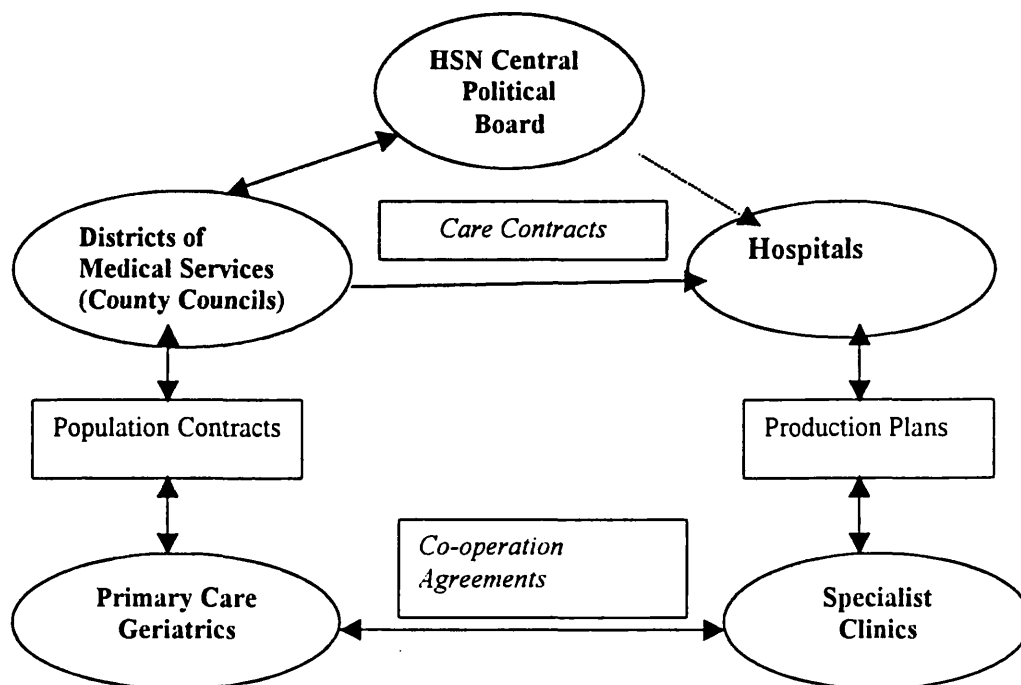 HSN Central
Political
Board
Care Contracts
Districts of
Medical Services
(County Councils)
Hospitals
Population Contracts
Production Plans
Co-operation
Agreements
Primary Care
Geriatrics
Specialist
Clinics